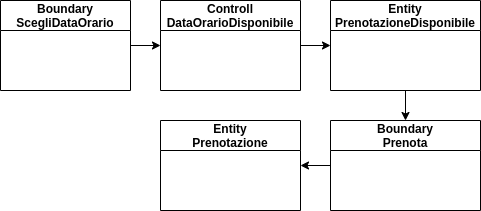 Boundary
ScegliDataOrario
Controll
DataOrarioDisponibile
Entity
PrenotazioneDisponibile
Entity
Prenotazione
Boundary
Prenota